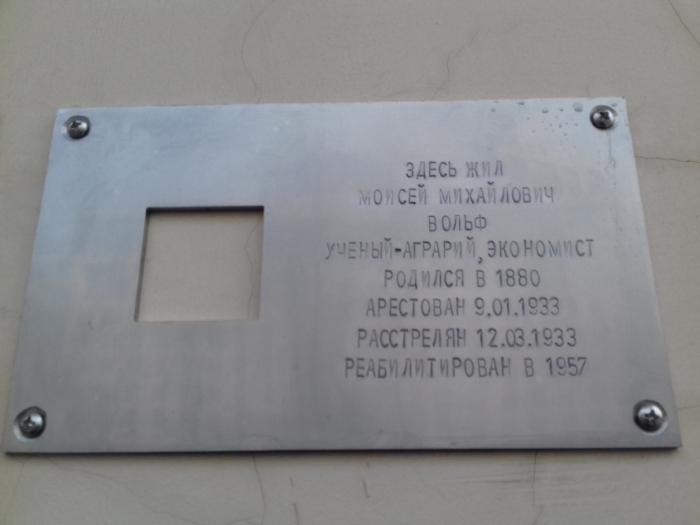 ЗДЕСЬ ЖИЛ
МОИСЕЙ МИХАЙЛОВИЧ
ВОЛЬФ
УЧЕНЫЙ-АГРАРИЙ, ЭКОНОМИСТ
РОДИЛСЯ В 1880
АРЕСТОВАН 9.01.1933
РАССТРЕЛЯН 12.03.1933
РЕАБИЛИТИРОВАН В 1957